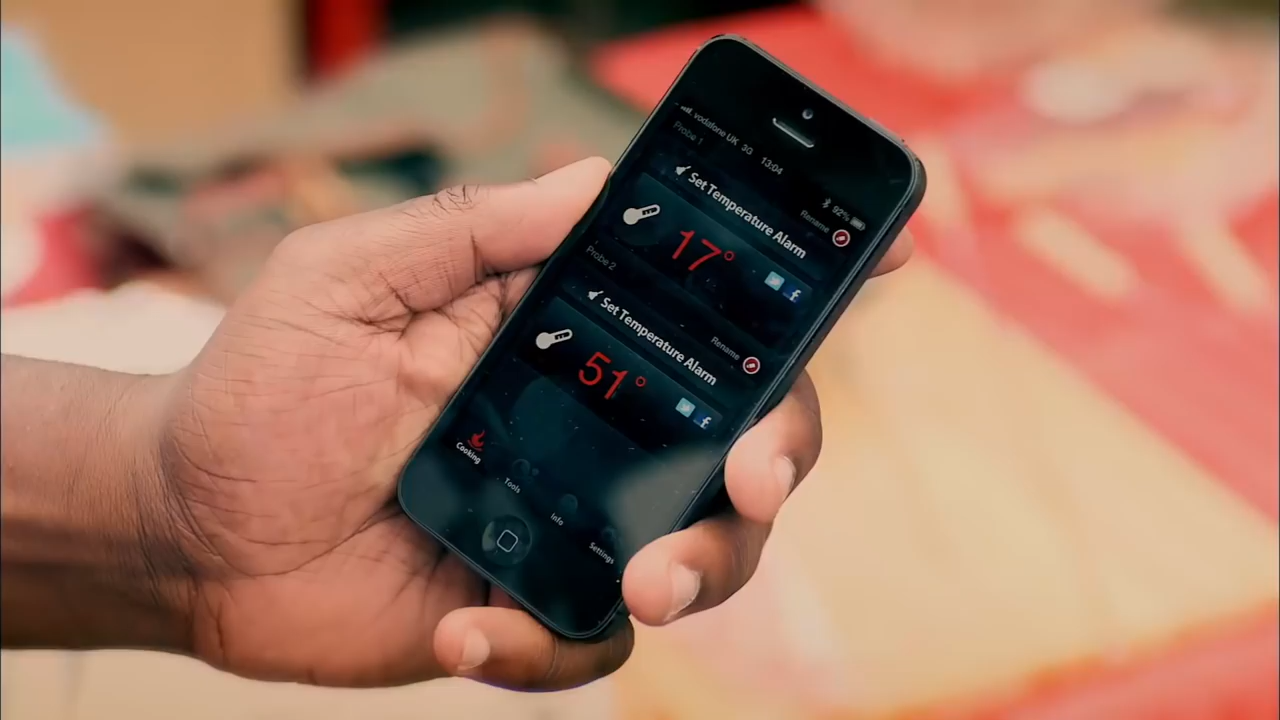 vodafone UK 3G 13:04 92%
Probe 1
Rename
Set Temperature Alarm
17°
Probe 2
Rename
Set Temperature Alarm
51°
Cooking
Tools
Info
Settings